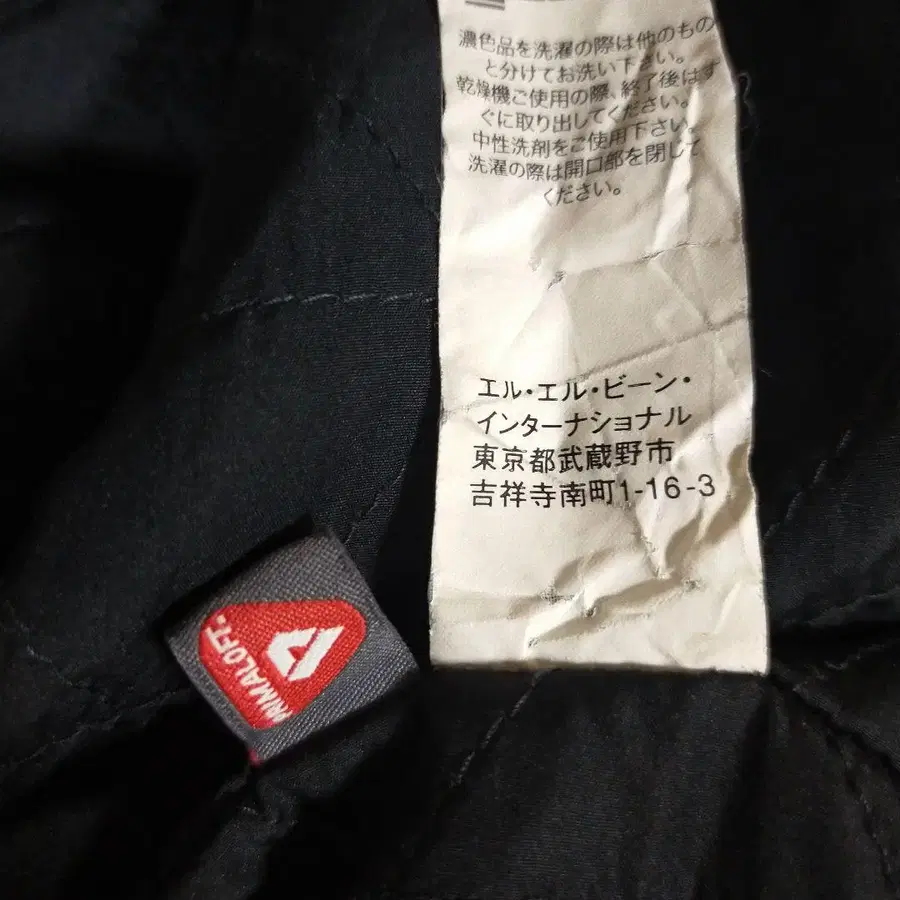 濃色品を洗濯の際は他のもの
と分けてお洗い下さい。
乾燥機ご使用の際、終了後はす
ぐに取り出してください。
中性洗剤をご使用下さい。
洗濯の際は開口部を閉じて
ください。
エル・エル・ビーン・
インターナショナル
東京都武蔵野市
吉祥寺南町1-16-3
PRIMALOFT.